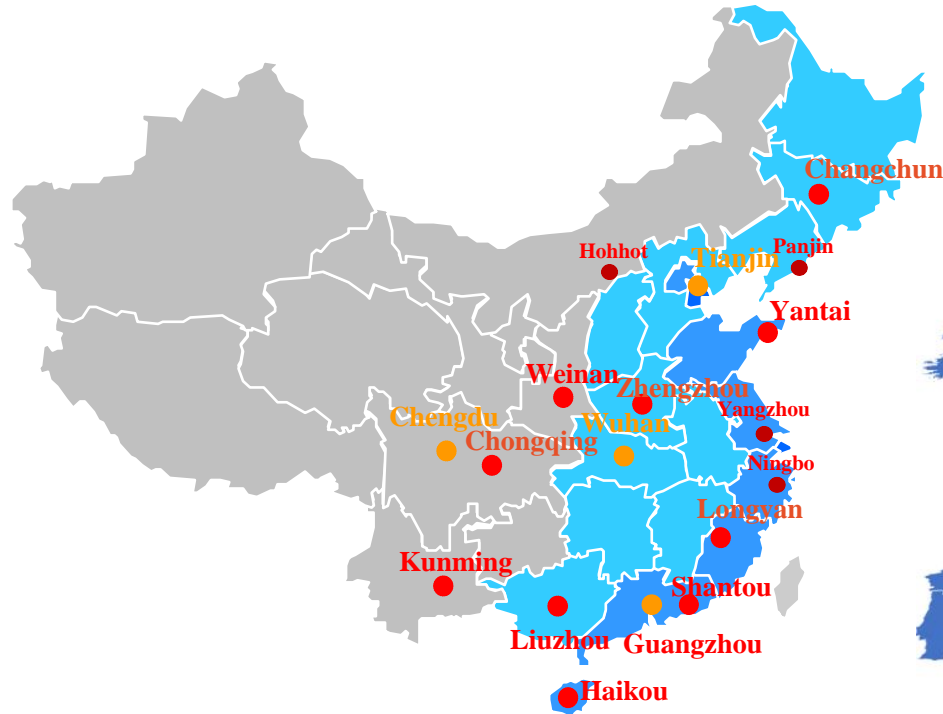 Changchun
Hohhot
Tianjin
Panjin
Yantai
Weinan
Zhengzhou
Chengdu
Wuhan
Yangzhou
Chongqing
Ningbo
Longyan
Kunming
Shantou
Liuzhou
Guangzhou
Haikou